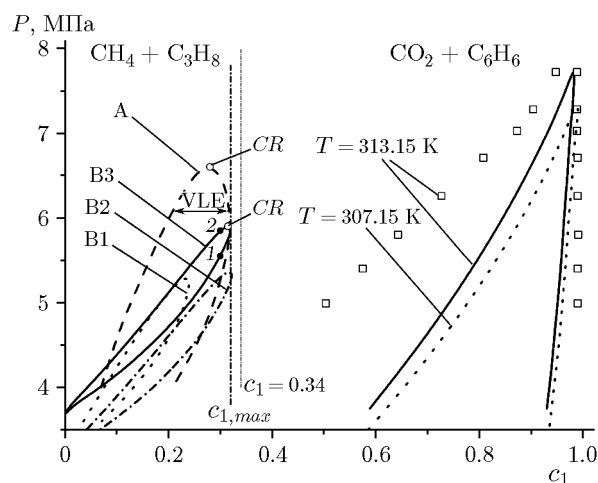 P, МПа
CH₄ + C₃H₈
CO₂ + C₆H₆
8
7
6
5
4
A
CR
B3
VLE
B2
2
CR
B1
1
T = 313.15 K
T = 307.15 K
c₁ = 0.34
c₁,max
0
0.2
0.4
0.6
0.8
1.0
c₁